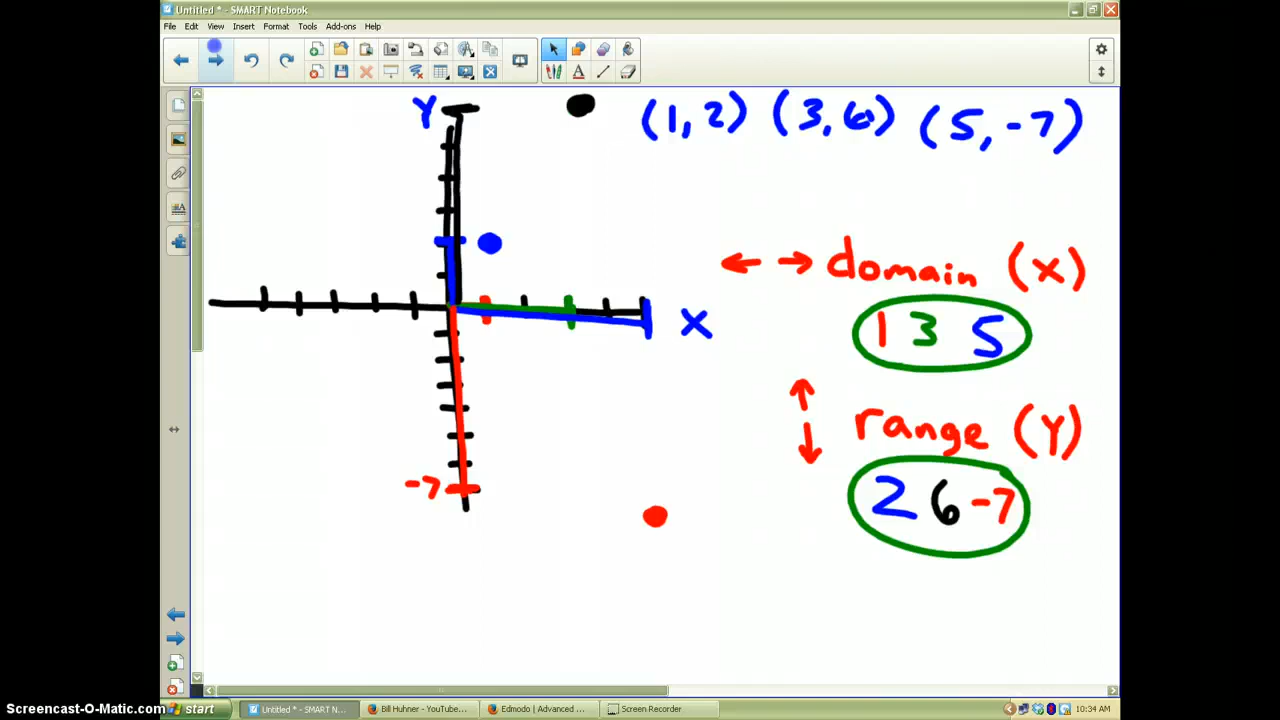 Untitled * - SMART Notebook
File Edit View Insert Format Tools Add-ons Help
Y (1, 2) (3, 6) (5, -7)
domain (X)
X 1 3 5
range (Y)
-7 2 6 -7
Screencast-O-Matic.com start Untitled * - SMART N... Bill Huhner - YouTube... Edmodo | Advanced ... Screen Recorder 10:34 AM